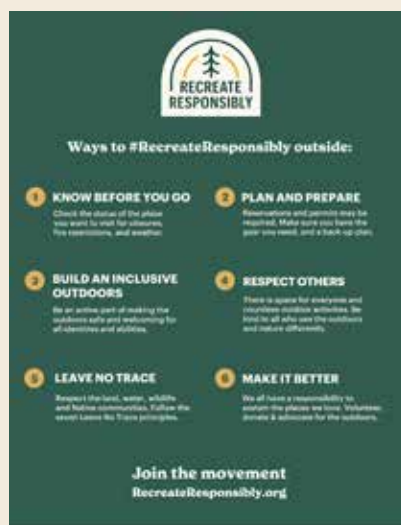 RECREATE
RESPONSIBLY
Ways to #RecreateResponsibly outside:
1 KNOW BEFORE YOU GO
Check the status of the place
you want to visit for closures,
fire restrictions, and weather.
2 PLAN AND PREPARE
Reservations and permits may be
required. Make sure you have the
gear you need, and a back-up plan.
3 BUILD AN INCLUSIVE
OUTDOORS
Be an active part of making the
outdoors safe and welcoming for
all identities and abilities.
4 RESPECT OTHERS
There is space for everyone and
countless outdoor activities. Be
kind to all who use the outdoors
and nature differently.
5 LEAVE NO TRACE
Respect the land, water, wildlife
and Native communities. Follow the
seven Leave No Trace principles.
6 MAKE IT BETTER
We all have a responsibility to
sustain the places we love. Volunteer,
donate & advocate for the outdoors.
Join the movement
RecreateResponsibly.org